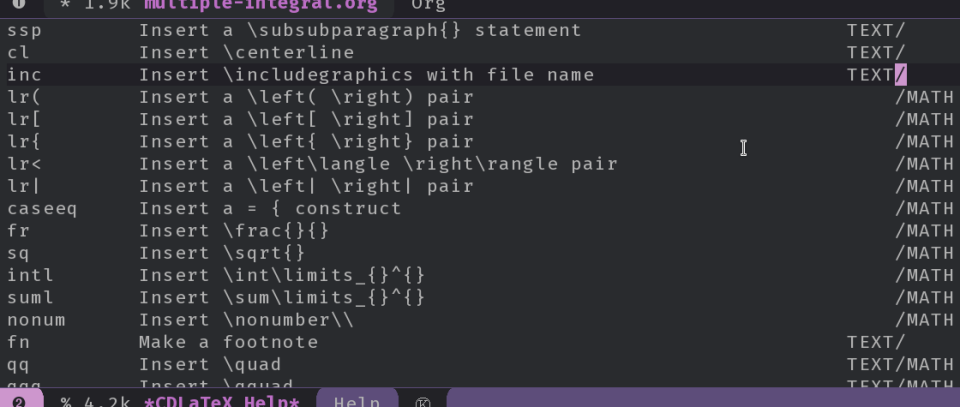 ❶ * 1.9k multiple-integral.org Org
ssp Insert a \subsubparagraph{} statement TEXT/
cl Insert \centerline TEXT/
inc Insert \includegraphics with file name TEXT/
lr( Insert a \left( \right) pair /MATH
lr[ Insert a \left[ \right] pair /MATH
lr{ Insert a \left{ \right} pair /MATH
lr< Insert a \left\langle \right\rangle pair /MATH
lr| Insert a \left| \right| pair /MATH
caseeq Insert a = { construct /MATH
fr Insert \frac{}{} /MATH
sq Insert \sqrt{} /MATH
intl Insert \int\limits_{}^{} /MATH
suml Insert \sum\limits_{}^{} /MATH
nonum Insert \nonumber\\ /MATH
fn Make a footnote TEXT/
qq Insert \quad TEXT/MATH
qqq Insert \qquad TEXT/MATH
❷ % 4.2k *CDLaTeX Help* Help Ⓚ